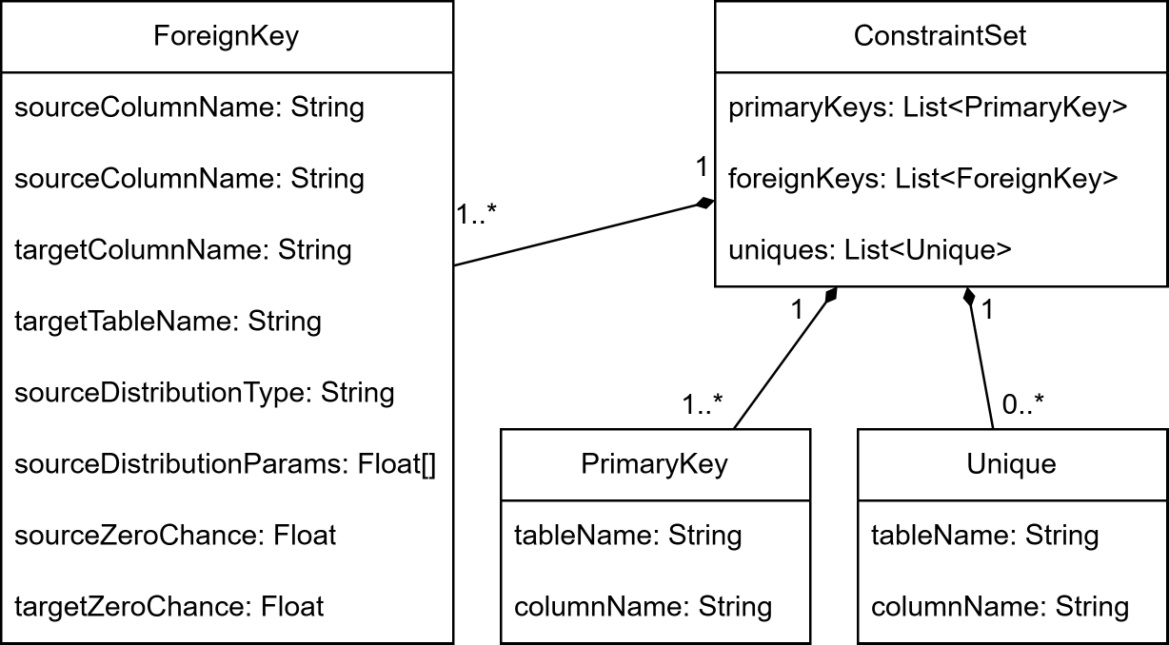 ForeignKey
sourceColumnName: String
sourceColumnName: String
targetColumnName: String
targetTableName: String
sourceDistributionType: String
sourceDistributionParams: Float[]
sourceZeroChance: Float
targetZeroChance: Float
1..*
1
ConstraintSet
primaryKeys: List<PrimaryKey>
foreignKeys: List<ForeignKey>
uniques: List<Unique>
1
1
1..*
0..*
PrimaryKey
tableName: String
columnName: String
Unique
tableName: String
columnName: String